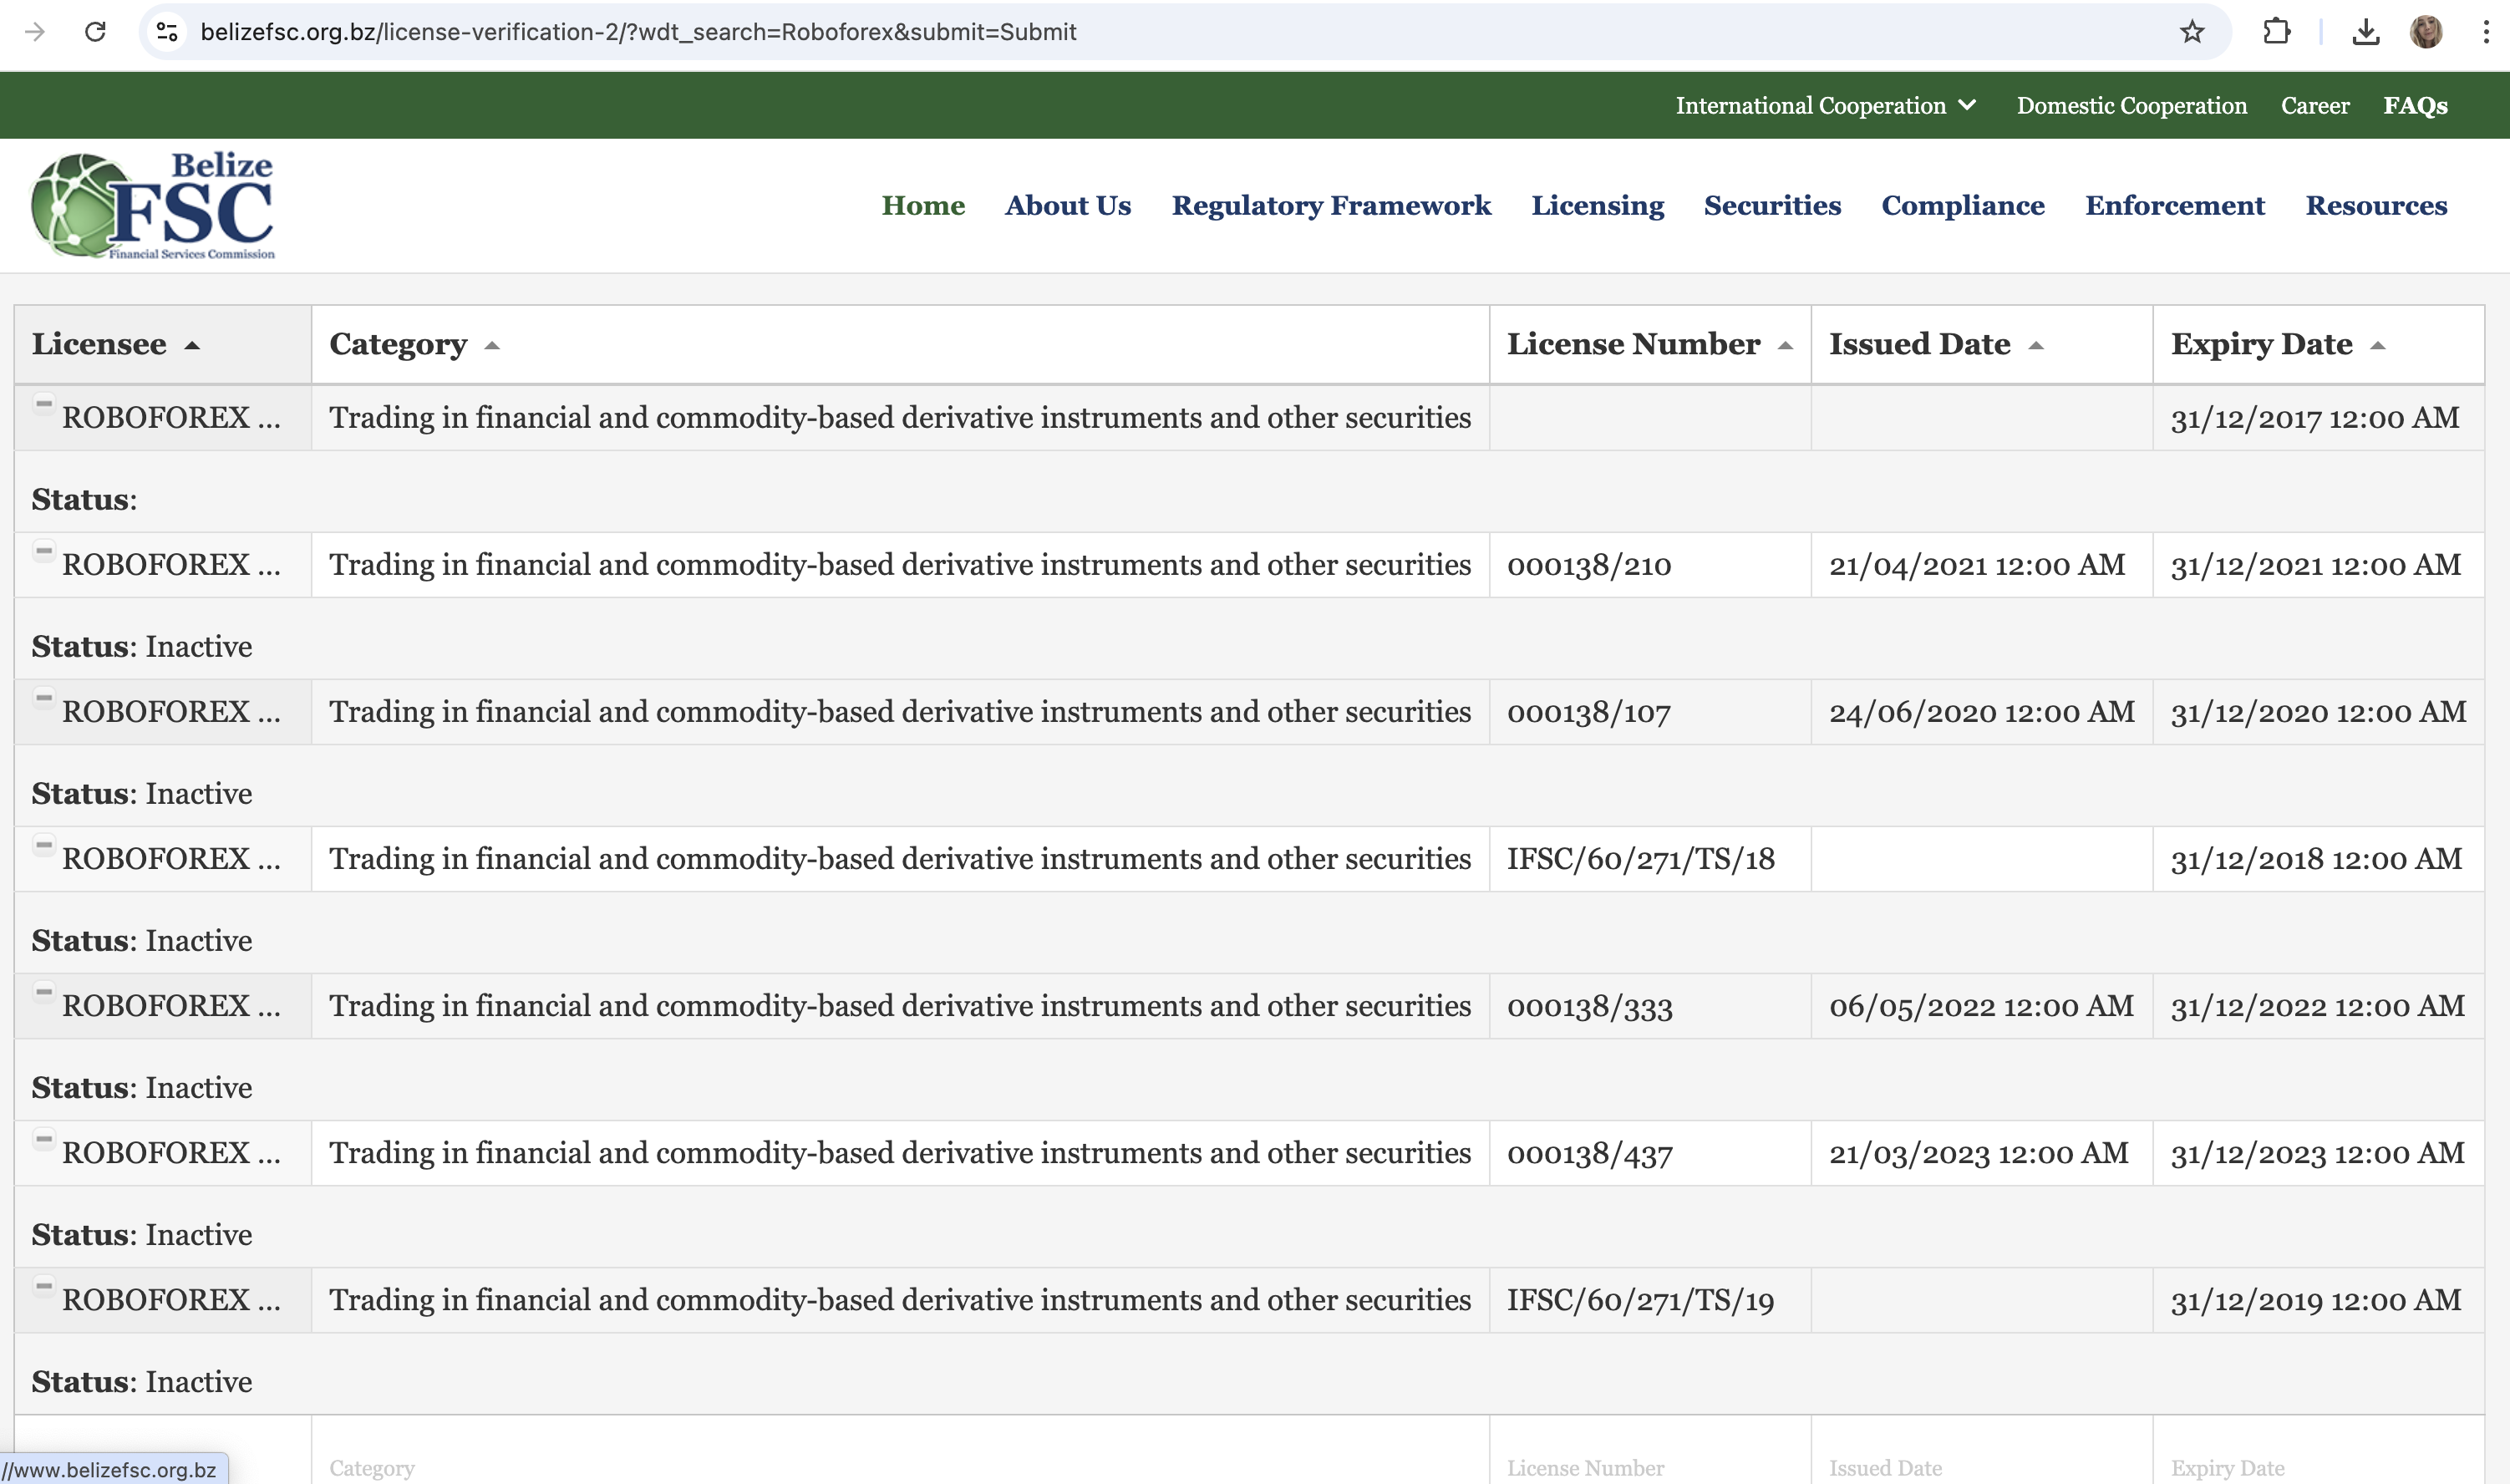 belizefsc.org.bz/license-verification-2/?wdt_search=Roboforex&submit=Submit
International Cooperation Domestic Cooperation Career FAQs
Belize
FSC
Financial Services Commission
Home About Us Regulatory Framework Licensing Securities Compliance Enforcement Resources
Licensee Category License Number Issued Date Expiry Date
ROBOFOREX ... Trading in financial and commodity-based derivative instruments and other securities 31/12/2017 12:00 AM
Status:
ROBOFOREX ... Trading in financial and commodity-based derivative instruments and other securities 000138/210 21/04/2021 12:00 AM 31/12/2021 12:00 AM
Status: Inactive
ROBOFOREX ... Trading in financial and commodity-based derivative instruments and other securities 000138/107 24/06/2020 12:00 AM 31/12/2020 12:00 AM
Status: Inactive
ROBOFOREX ... Trading in financial and commodity-based derivative instruments and other securities IFSC/60/271/TS/18 31/12/2018 12:00 AM
Status: Inactive
ROBOFOREX ... Trading in financial and commodity-based derivative instruments and other securities 000138/333 06/05/2022 12:00 AM 31/12/2022 12:00 AM
Status: Inactive
ROBOFOREX ... Trading in financial and commodity-based derivative instruments and other securities 000138/437 21/03/2023 12:00 AM 31/12/2023 12:00 AM
Status: Inactive
ROBOFOREX ... Trading in financial and commodity-based derivative instruments and other securities IFSC/60/271/TS/19 31/12/2019 12:00 AM
Status: Inactive
Category License Number Issued Date Expiry Date
//www.belizefsc.org.bz